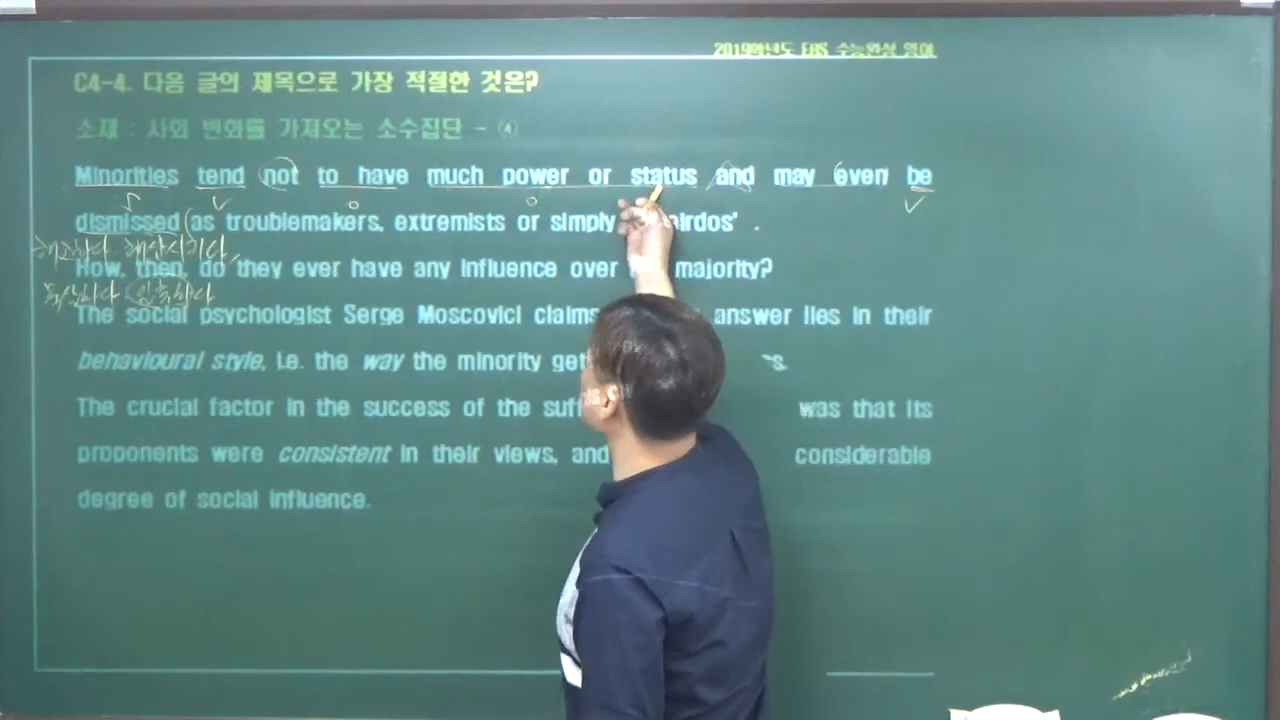 2019학년도 EBS 수능완성 영어
C4-4. 다음 글의 제목으로 가장 적절한 것은?
소재 : 사회 변화를 가져오는 소수집단 - ④
Minorities tend not to have much power or status and may even be
dismissed (as troublemakers, extremists or simply eirdos' .
해고하다. 해산시키다,
How, then, do they ever have any influence over majority?
묵살하다
The social psychologist Serge Moscovici claims answer lies in their
behavioural style, i.e. the way the minority get s.
The crucial factor in the success of the suff was that its
proponents were consistent in their views, and considerable
degree of social influence.